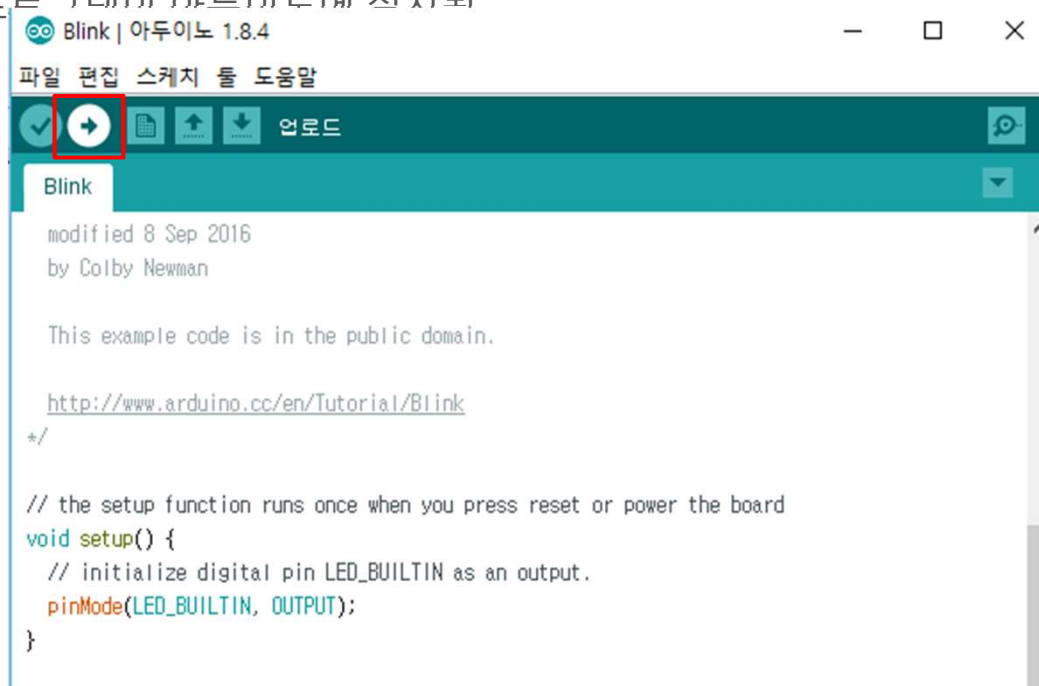 Blink | 아두이노 1.8.4
파일 편집 스케치 툴 도움말
업로드
Blink
modified 8 Sep 2016
by Colby Newman
This example code is in the public domain.
http://www.arduino.cc/en/Tutorial/Blink
*/
// the setup function runs once when you press reset or power the board
void setup() {
// initialize digital pin LED_BUILTIN as an output.
pinMode(LED_BUILTIN, OUTPUT);
}